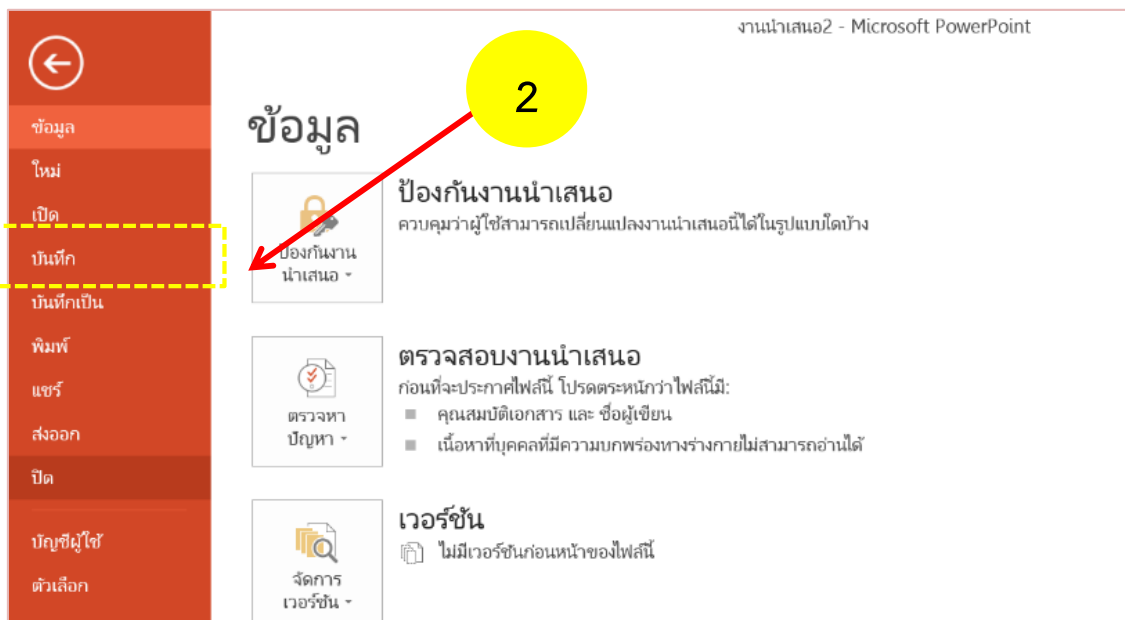 งานนำเสนอ2 - Microsoft PowerPoint
2
ข้อมูล
ใหม่
เปิด
บันทึก
บันทึกเป็น
พิมพ์
แชร์
ส่งออก
ปิด
บัญชีผู้ใช้
ตัวเลือก
ข้อมูล
ป้องกันงาน
นำเสนอ
ป้องกันงานนำเสนอ
ควบคุมว่าผู้ใช้สามารถเปลี่ยนแปลงงานนำเสนอนี้ได้ในรูปแบบใดบ้าง
ตรวจหา
ปัญหา
ตรวจสอบงานนำเสนอ
ก่อนที่จะประกาศไฟล์นี้ โปรดตระหนักว่าไฟล์นี้มี:
คุณสมบัติเอกสาร และ ชื่อผู้เขียน
เนื้อหาที่บุคคลที่มีความบกพร่องทางร่างกายไม่สามารถอ่านได้
จัดการ
เวอร์ชัน
เวอร์ชัน
ไม่มีเวอร์ชันก่อนหน้าของไฟล์นี้